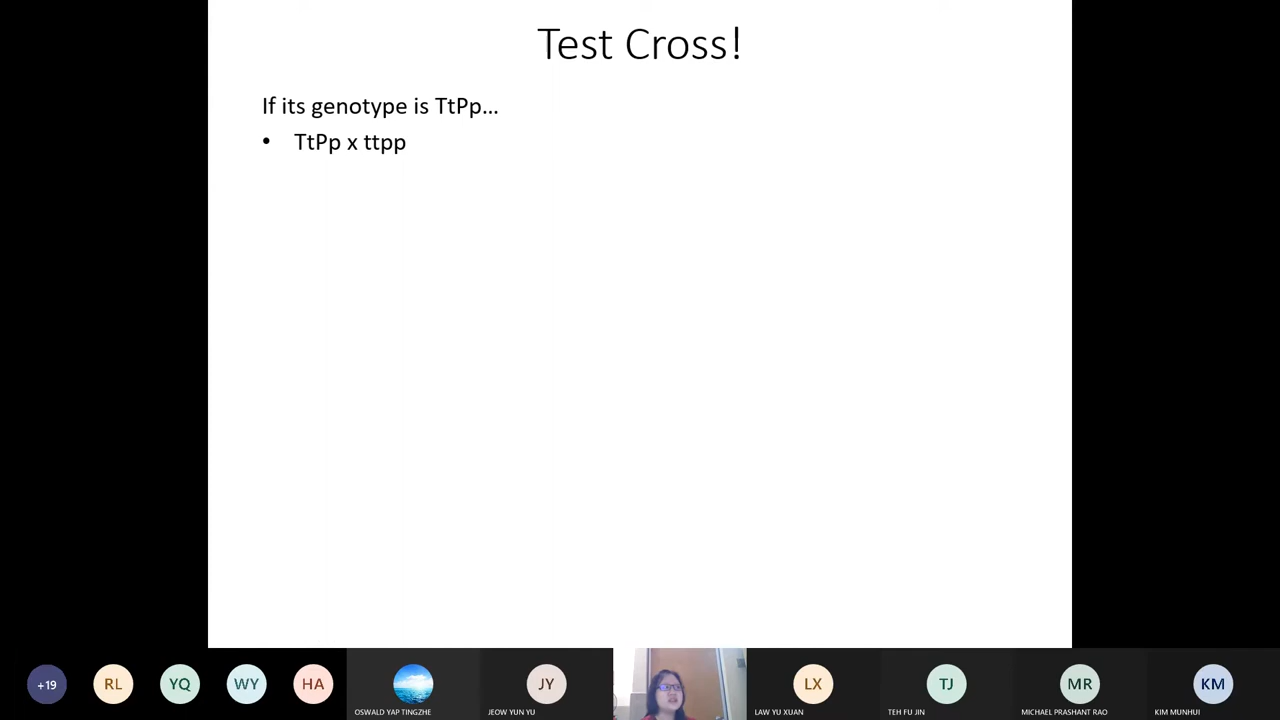 Test Cross!
If its genotype is TtPp...
• TtPp x ttpp
+19
RL
YQ
WY
HA
OSWALD YAP TINGZHE
JY
JEOW YUN YU
LX
LAW YU XUAN
TJ
TEH FU JIN
MR
MICHAEL PRASHANT RAO
KM
KIM MUNHUI